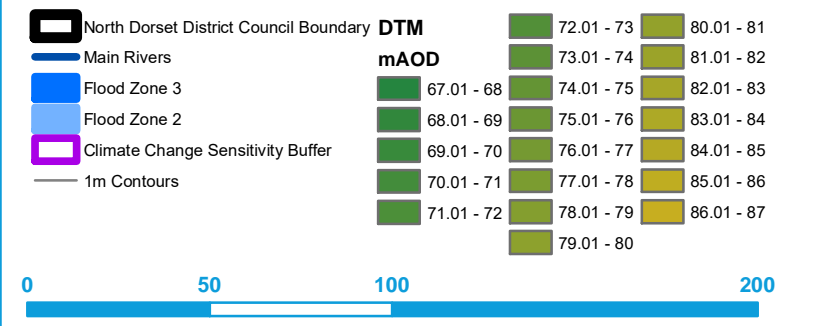 North Dorset District Council Boundary
Main Rivers
Flood Zone 3
Flood Zone 2
Climate Change Sensitivity Buffer
1m Contours
DTM
mAOD
67.01 - 68
68.01 - 69
69.01 - 70
70.01 - 71
71.01 - 72
72.01 - 73
73.01 - 74
74.01 - 75
75.01 - 76
76.01 - 77
77.01 - 78
78.01 - 79
79.01 - 80
80.01 - 81
81.01 - 82
82.01 - 83
83.01 - 84
84.01 - 85
85.01 - 86
86.01 - 87
0 50 100 200